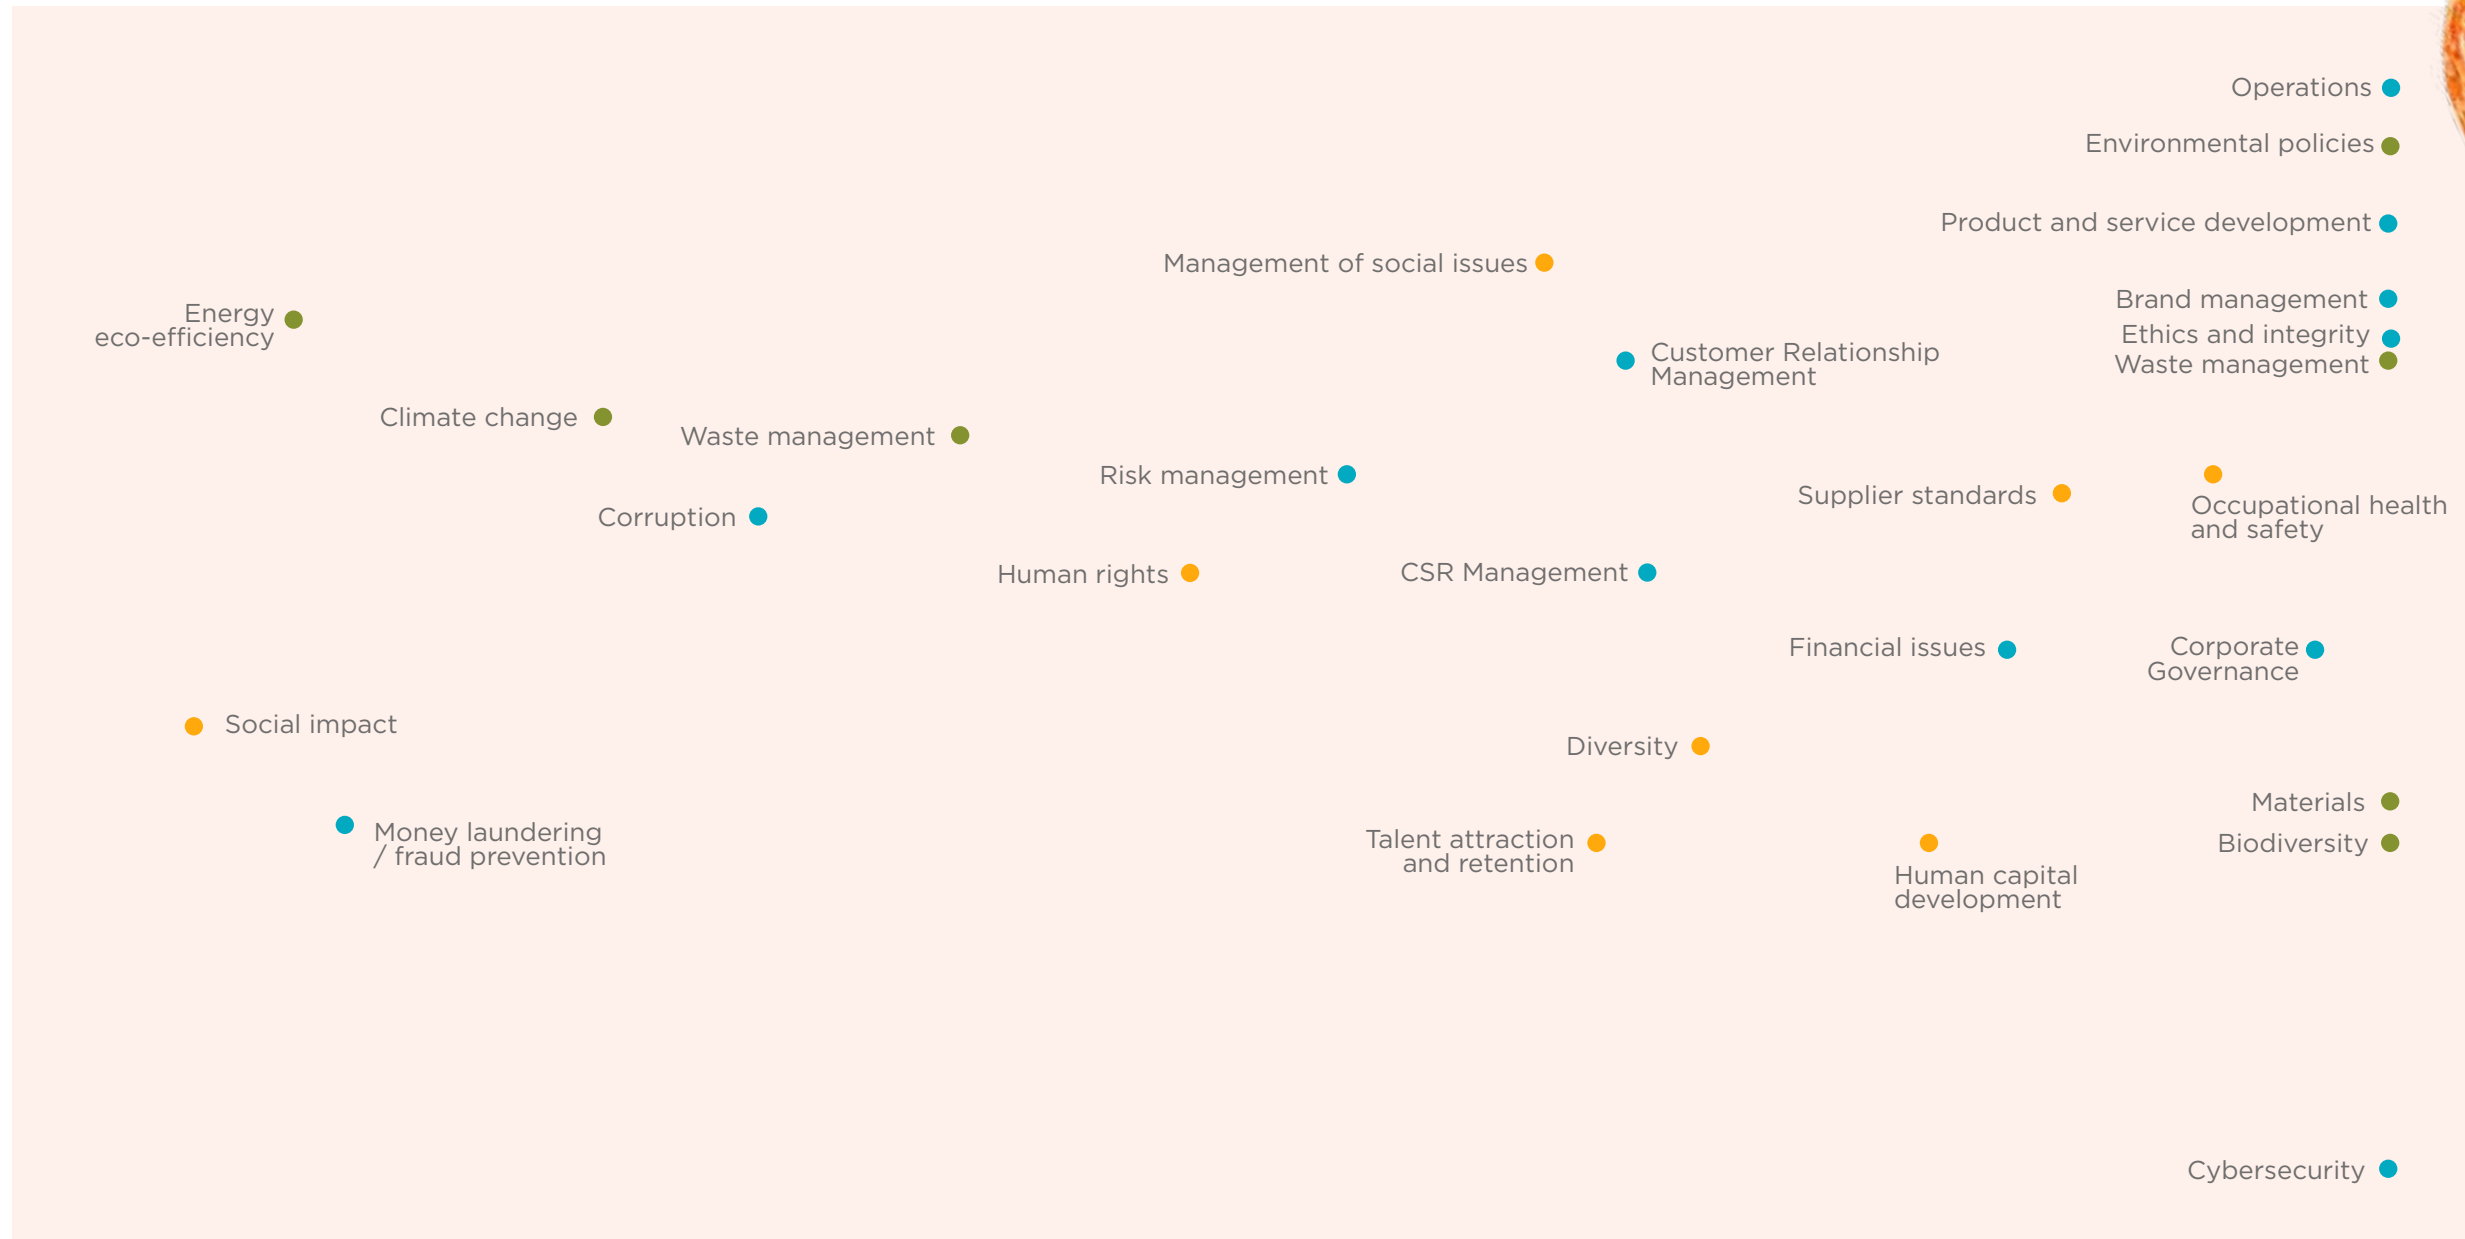 Operations
Environmental policies
Product and service development
Management of social issues
Brand management
Energy
eco-efficiency
Ethics and integrity
Customer Relationship
Management
Waste management
Climate change
Waste management
Risk management
Supplier standards
Occupational health
and safety
Corruption
Human rights
CSR Management
Financial issues
Corporate
Governance
Social impact
Diversity
Materials
Money laundering
/ fraud prevention
Talent attraction
and retention
Biodiversity
Human capital
development
Cybersecurity